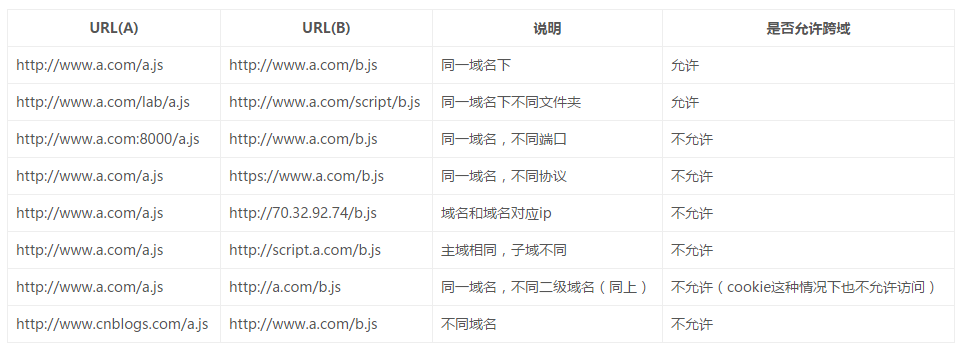 URL(A) URL(B) 说明 是否允许跨域
http://www.a.com/a.js http://www.a.com/b.js 同一域名下 允许
http://www.a.com/lab/a.js http://www.a.com/script/b.js 同一域名下不同文件夹 允许
http://www.a.com:8000/a.js http://www.a.com/b.js 同一域名，不同端口 不允许
http://www.a.com/a.js https://www.a.com/b.js 同一域名，不同协议 不允许
http://www.a.com/a.js http://70.32.92.74/b.js 域名和域名对应ip 不允许
http://www.a.com/a.js http://script.a.com/b.js 主域相同，子域不同 不允许
http://www.a.com/a.js http://a.com/b.js 同一域名，不同二级域名（同上） 不允许（cookie这种情况下也不允许访问）
http://www.cnblogs.com/a.js http://www.a.com/b.js 不同域名 不允许